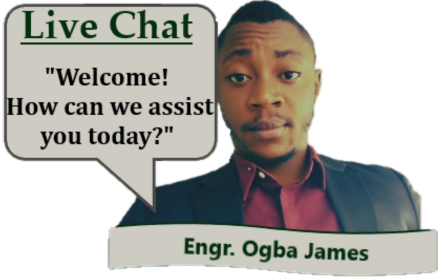 Live Chat
"Welcome!
How can we assist
you today?"
Engr. Ogba James